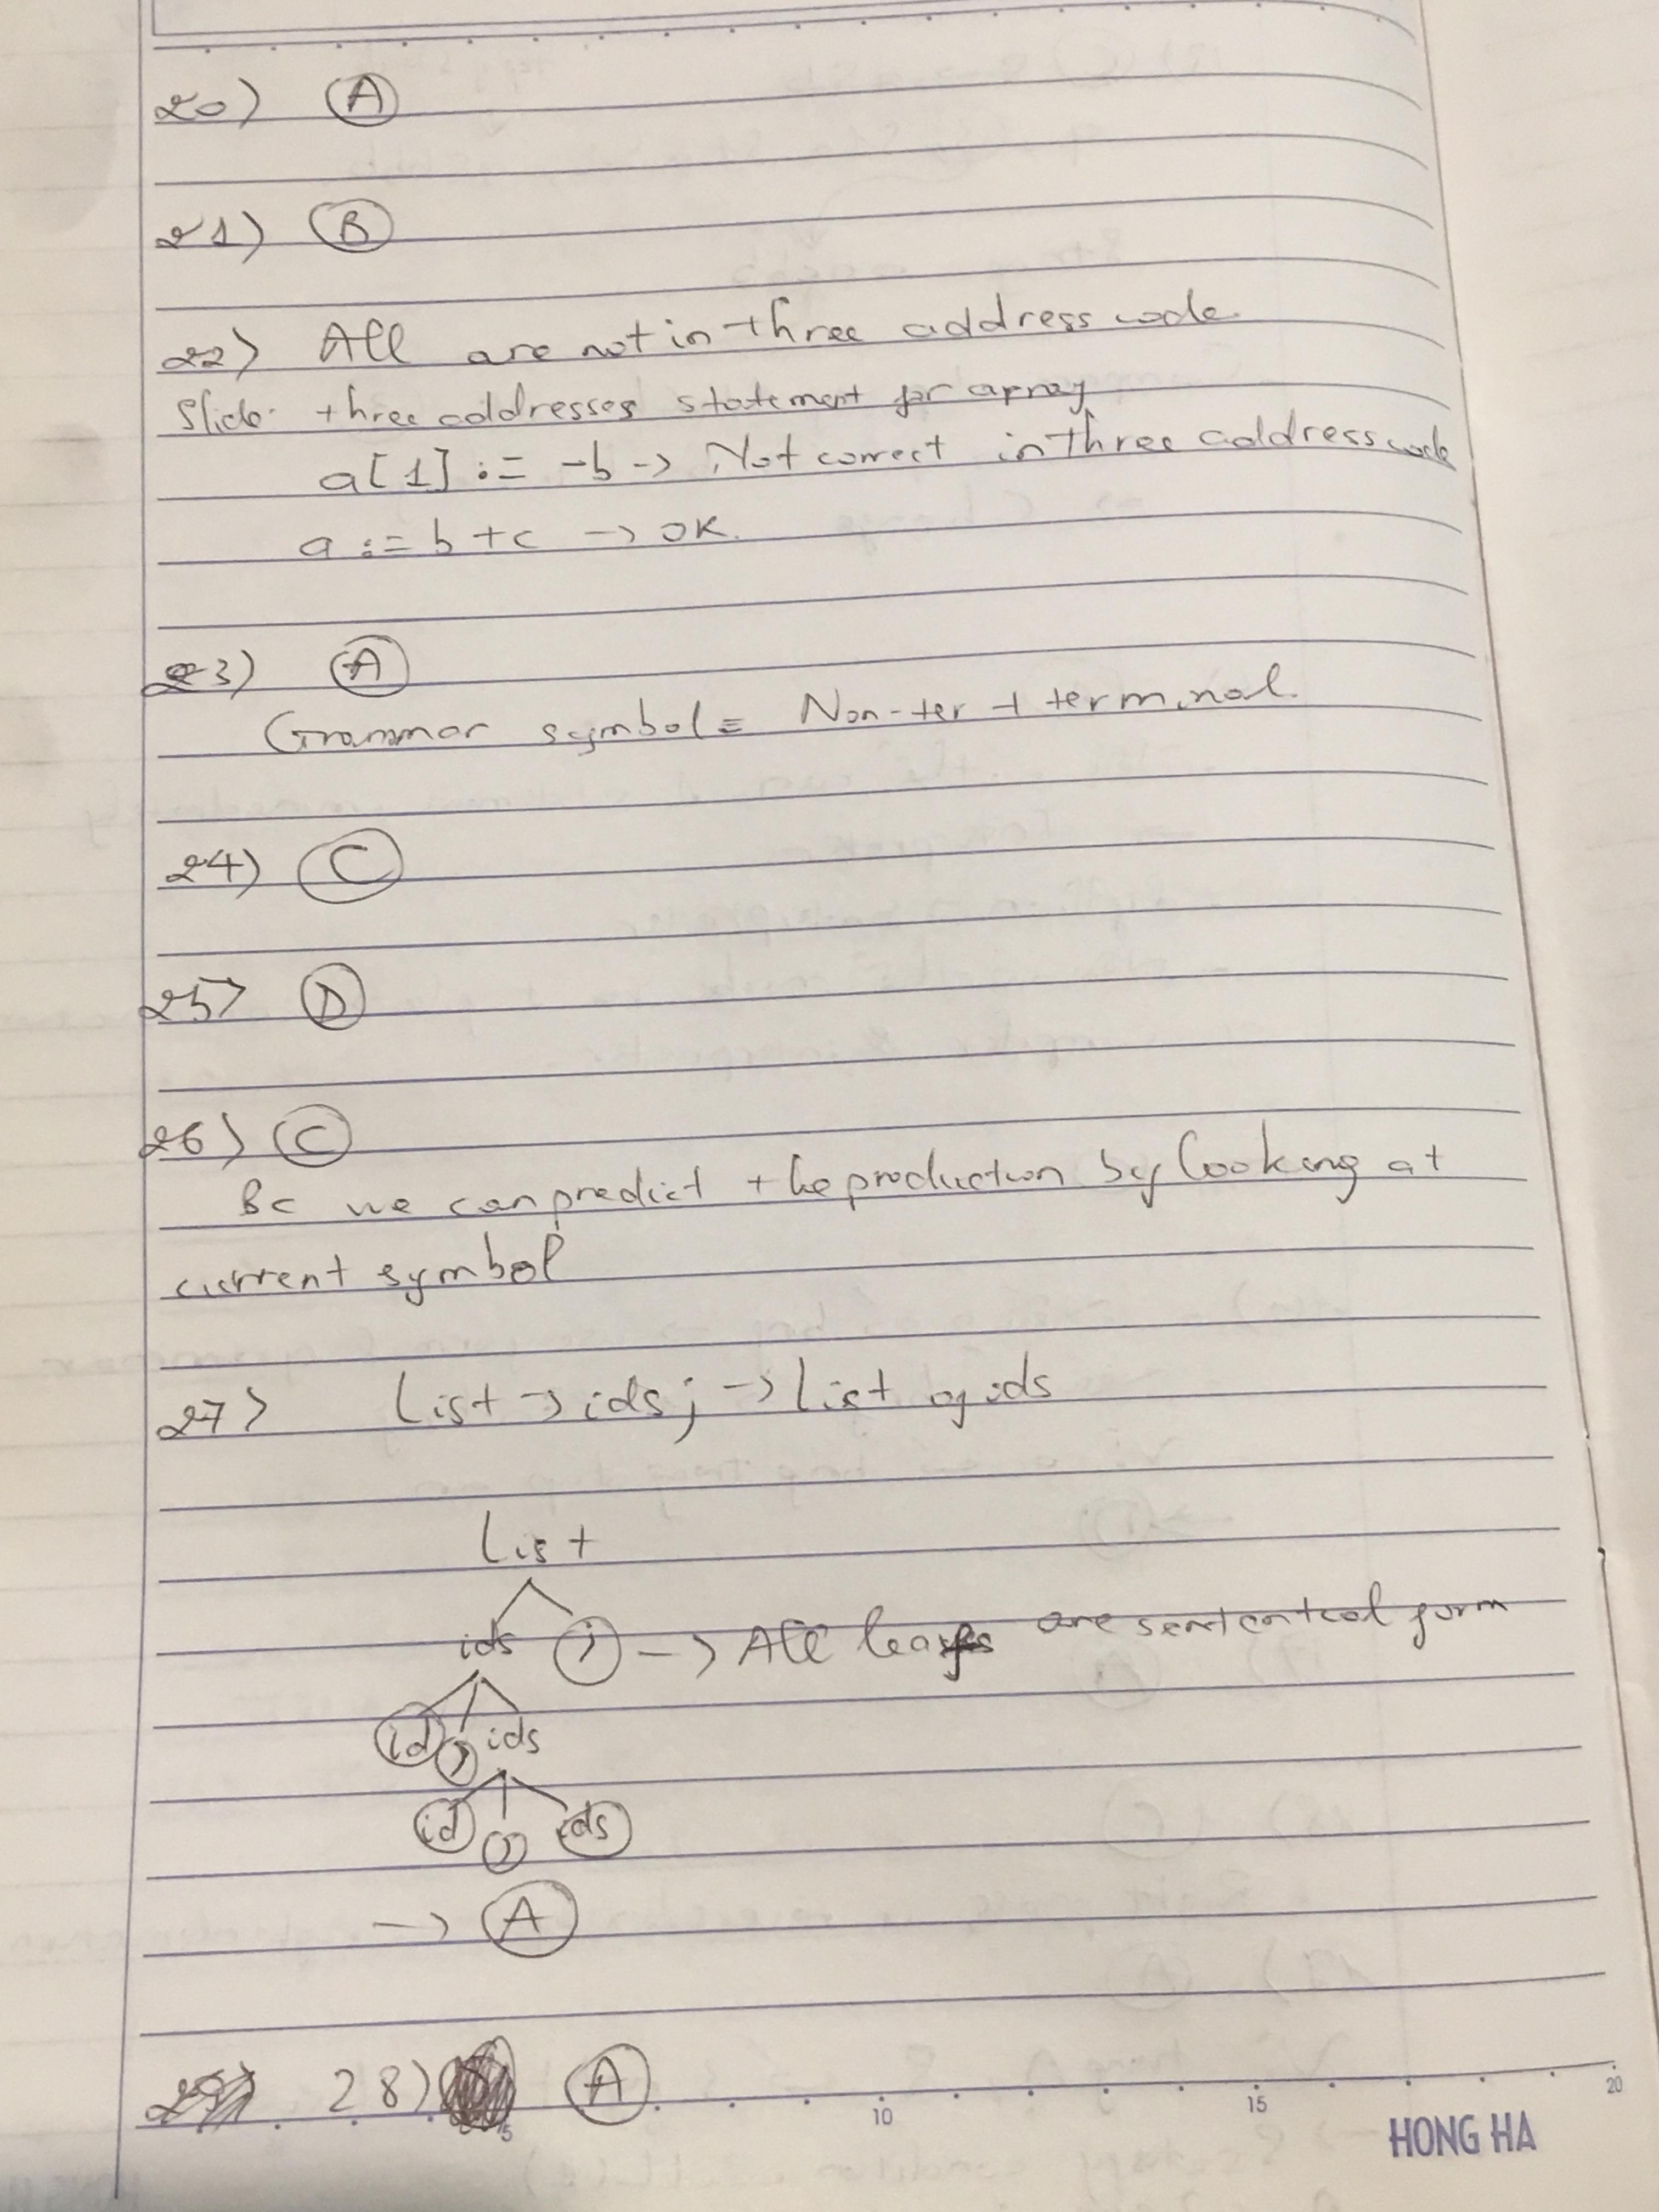 20) A
21) B
22) All are not in three address code
Slide: three addresses statement for array
a[1] := -b -> Not correct in three address code
a := b + c -> OK.
23) A
Grammar symbol = Non-ter + terminal.
24) C
25) D
26) C
Bc we can predict the production by looking at
current symbol
27) List -> ids; -> list of ids
List
ids ; -> All leafs are sentential form
id , ids
id , ids
-> A
28) A
5 10 15 20
HONG HA